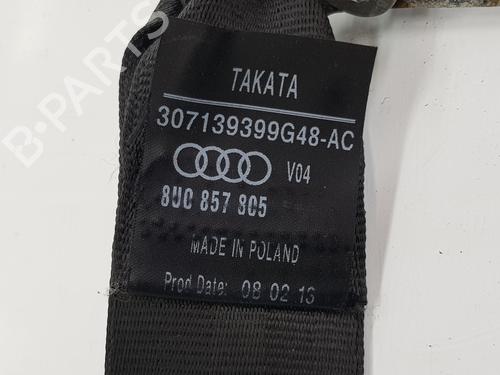 TAKATA
307139399G48-AC
V04
8U0 857 805
MADE IN POLAND
Prod Date: 08 02 16
B-PARTS